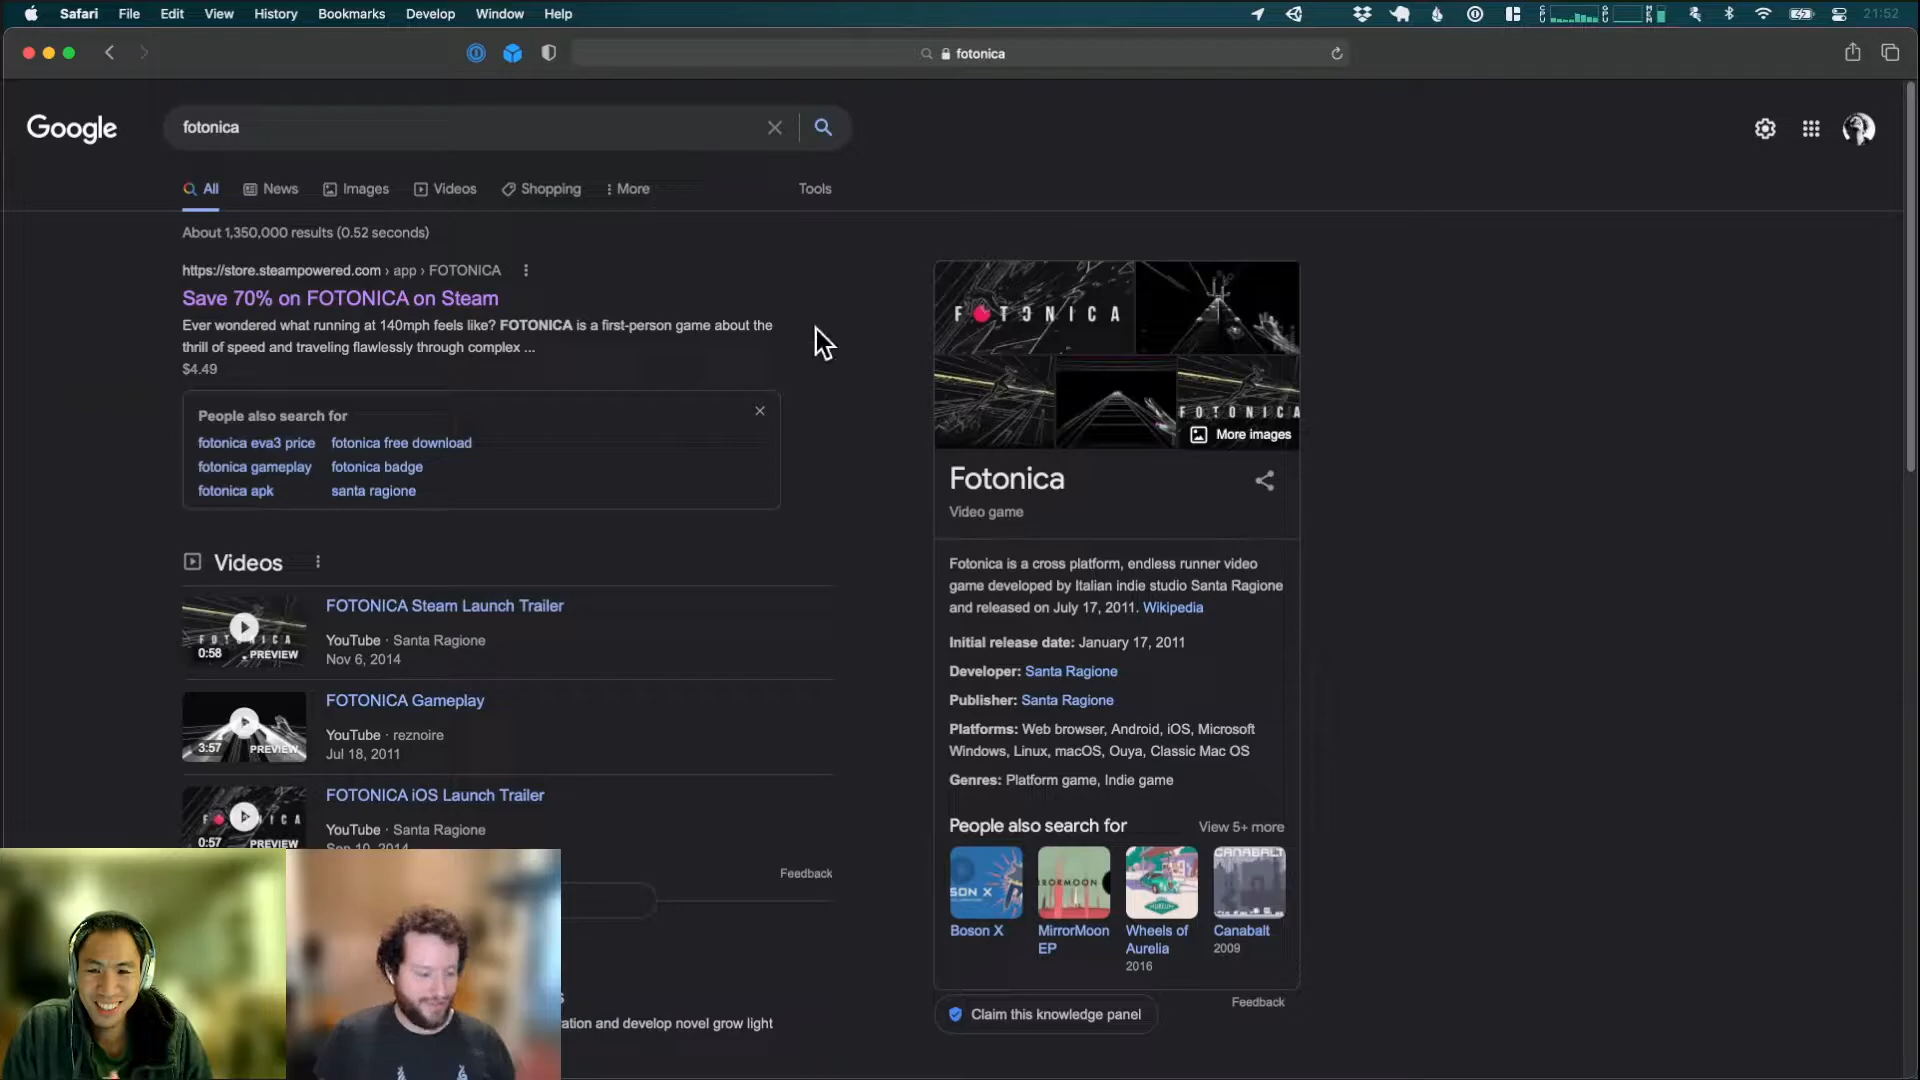 Safari File Edit View History Bookmarks Develop Window Help 21:52
fotonica
Google
fotonica
All News Images Videos Shopping More Tools
About 1,350,000 results (0.52 seconds)
https://store.steampowered.com › app › FOTONICA
Save 70% on FOTONICA on Steam
Ever wondered what running at 140mph feels like? FOTONICA is a first-person game about the
thrill of speed and traveling flawlessly through complex ...
$4.49
People also search for
fotonica eva3 price fotonica free download
fotonica gameplay fotonica badge
fotonica apk santa ragione
Videos
FOTONICA Steam Launch Trailer
YouTube · Santa Ragione
Nov 6, 2014
0:58 PREVIEW
FOTONICA Gameplay
YouTube · reznoire
Jul 18, 2011
3:57 PREVIEW
FOTONICA iOS Launch Trailer
YouTube · Santa Ragione
Sep 10, 2014
0:57 PREVIEW
Feedback
ation and develop novel grow light
FOTONICA
FOTONICA
More images
Fotonica
Video game
Fotonica is a cross platform, endless runner video
game developed by Italian indie studio Santa Ragione
and released on July 17, 2011. Wikipedia
Initial release date: January 17, 2011
Developer: Santa Ragione
Publisher: Santa Ragione
Platforms: Web browser, Android, iOS, Microsoft
Windows, Linux, macOS, Ouya, Classic Mac OS
Genres: Platform game, Indie game
People also search for View 5+ more
SON X
RORMOON
CANABALT
Boson X MirrorMoon EP Wheels of Aurelia 2016 Canabalt 2009
Feedback
Claim this knowledge panel